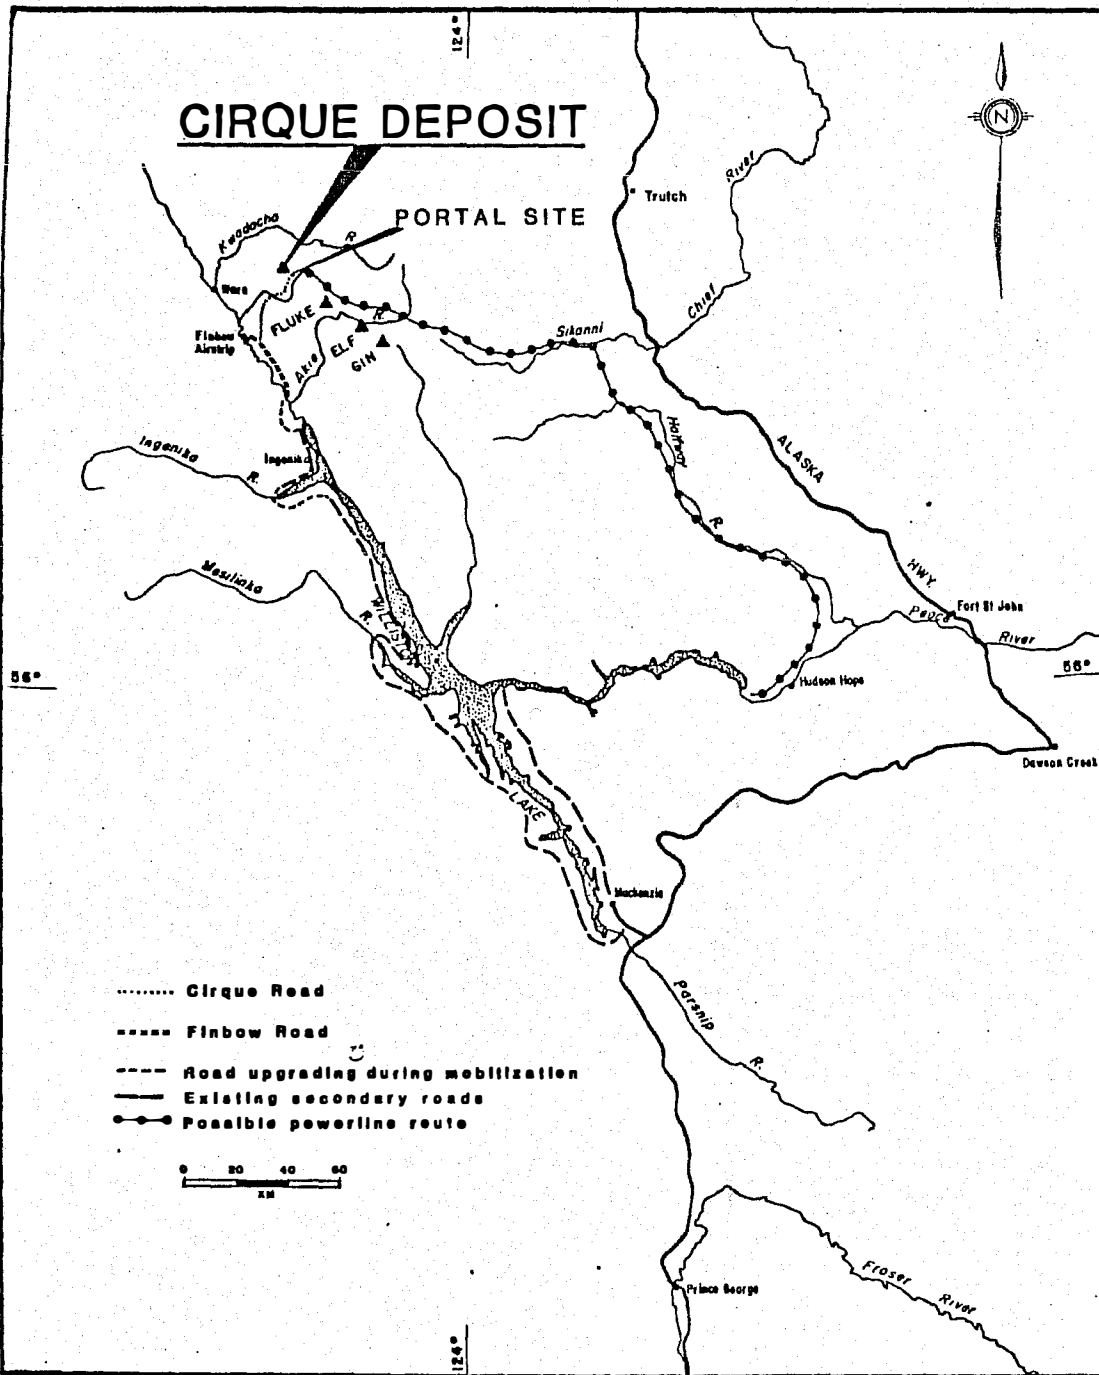 124°
CIRQUE DEPOSIT
N
River
Trutch
Kwadacha
R
PORTAL SITE
Ware
Chief
FLUKE
R.
Sikanni
Finbow
Airstrip
ELF
Akie
GIN
Halfway
Ingenika
R.
Ingenika
ALASKA
R.
HWY.
Mesilinka
R.
WILLISTON
Fort St John
Peace
River
56°
56°
Hudson Hope
Dawson Creek
LAKE
Mackenzie
Parsnip
R.
Cirque Road
Finbow Road
Road upgrading during mobilization
Existing secondary roads
Possible powerline route
0 20 40 60
KM
Fraser
River
Prince George
124°